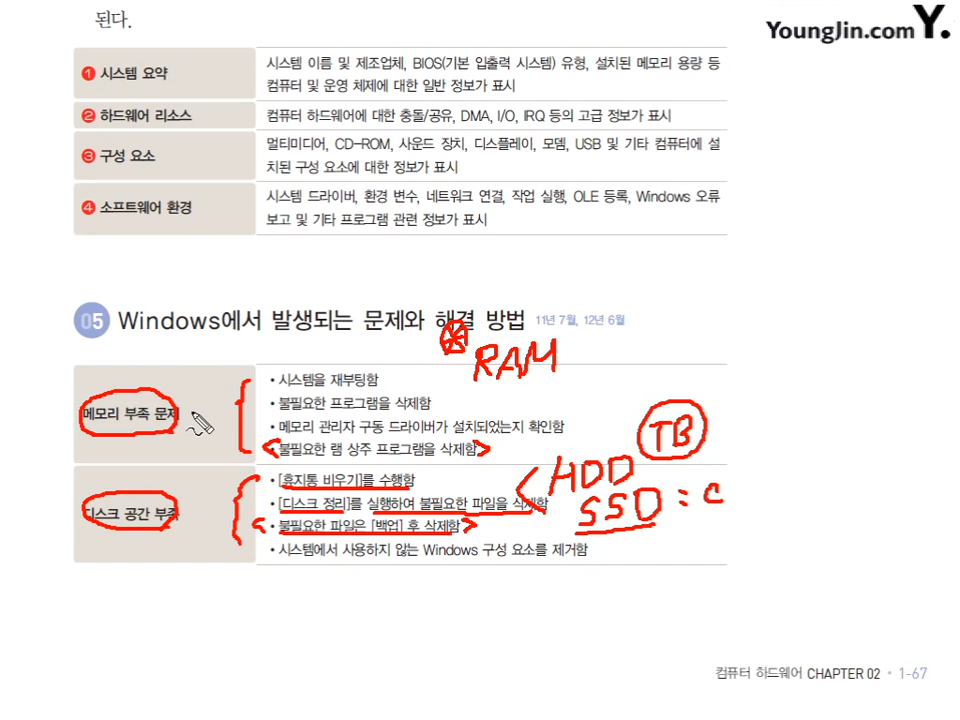 된다.
YoungJin.com Y.
❶ 시스템 요약
시스템 이름 및 제조업체, BIOS(기본 입출력 시스템) 유형, 설치된 메모리 용량 등
컴퓨터 및 운영 체제에 대한 일반 정보가 표시
❷ 하드웨어 리소스
컴퓨터 하드웨어에 대한 충돌/공유, DMA, I/O, IRQ 등의 고급 정보가 표시
❸ 구성 요소
멀티미디어, CD-ROM, 사운드 장치, 디스플레이, 모뎀, USB 및 기타 컴퓨터에 설
치된 구성 요소에 대한 정보가 표시
❹ 소프트웨어 환경
시스템 드라이버, 환경 변수, 네트워크 연결, 작업 실행, OLE 등록, Windows 오류
보고 및 기타 프로그램 관련 정보가 표시
05 Windows에서 발생되는 문제와 해결 방법 11년 7월, 12년 6월
RAM
메모리 부족 문제
• 시스템을 재부팅함
• 불필요한 프로그램을 삭제함
• 메모리 관리자 구동 드라이버가 설치되었는지 확인함
• 불필요한 램 상주 프로그램을 삭제함
TB
HDD
SSD : C
디스크 공간 부족
• [휴지통 비우기]를 수행함
• [디스크 정리]를 실행하여 불필요한 파일을 삭제함
• 불필요한 파일은 [백업] 후 삭제함
• 시스템에서 사용하지 않는 Windows 구성 요소를 제거함
컴퓨터 하드웨어 CHAPTER 02 • 1-67